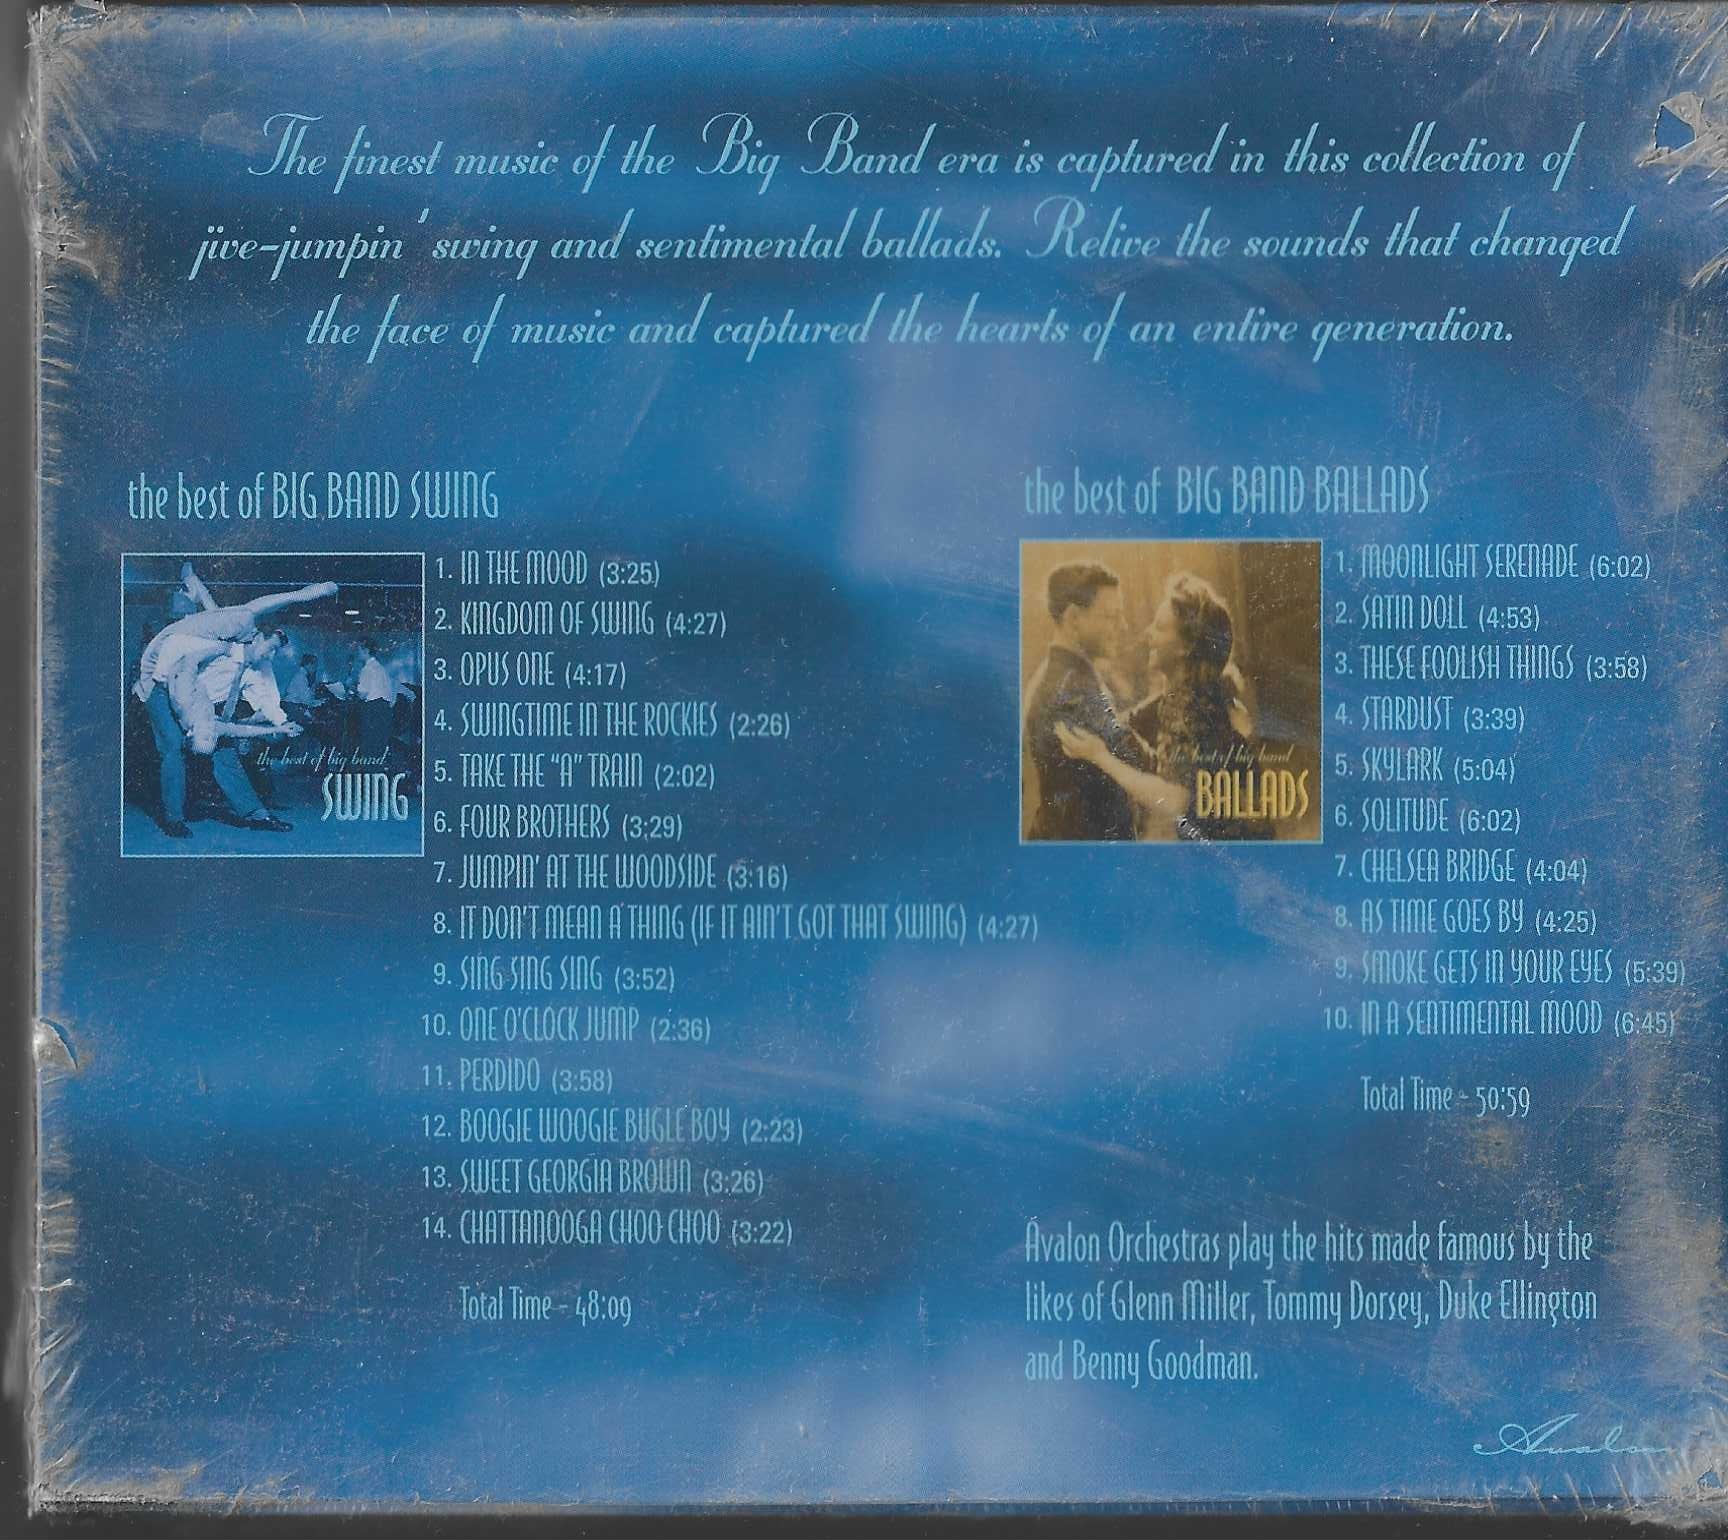 The finest music of the Big Band era is captured in this collection of
jive-jumpin' swing and sentimental ballads. Relive the sounds that changed
the face of music and captured the hearts of an entire generation.
the best of BIG BAND SWING
the best of big band
SWING
1. IN THE MOOD (3:25)
2. KINGDOM OF SWING (4:27)
3. OPUS ONE (4:17)
4. SWINGTIME IN THE ROCKIES (2:26)
5. TAKE THE "A" TRAIN (2:02)
6. FOUR BROTHERS (3:29)
7. JUMPIN' AT THE WOODSIDE (3:16)
8. IT DON'T MEAN A THING (IF IT AIN'T GOT THAT SWING) (4:27)
9. SING SING SING (3:52)
10. ONE O'CLOCK JUMP (2:36)
11. PERDIDO (3:58)
12. BOOGIE WOOGIE BUGLE BOY (2:23)
13. SWEET GEORGIA BROWN (3:26)
14. CHATTANOOGA CHOO CHOO (3:22)
Total Time - 48:09
the best of BIG BAND BALLADS
the best of big band
BALLADS
1. MOONLIGHT SERENADE (6:02)
2. SATIN DOLL (4:53)
3. THESE FOOLISH THINGS (3:58)
4. STARDUST (3:39)
5. SKYLARK (5:04)
6. SOLITUDE (6:02)
7. CHELSEA BRIDGE (4:04)
8. AS TIME GOES BY (4:25)
9. SMOKE GETS IN YOUR EYES (5:39)
10. IN A SENTIMENTAL MOOD (6:45)
Total Time - 50:59
Avalon Orchestras play the hits made famous by the
likes of Glenn Miller, Tommy Dorsey, Duke Ellington
and Benny Goodman.
Avalon